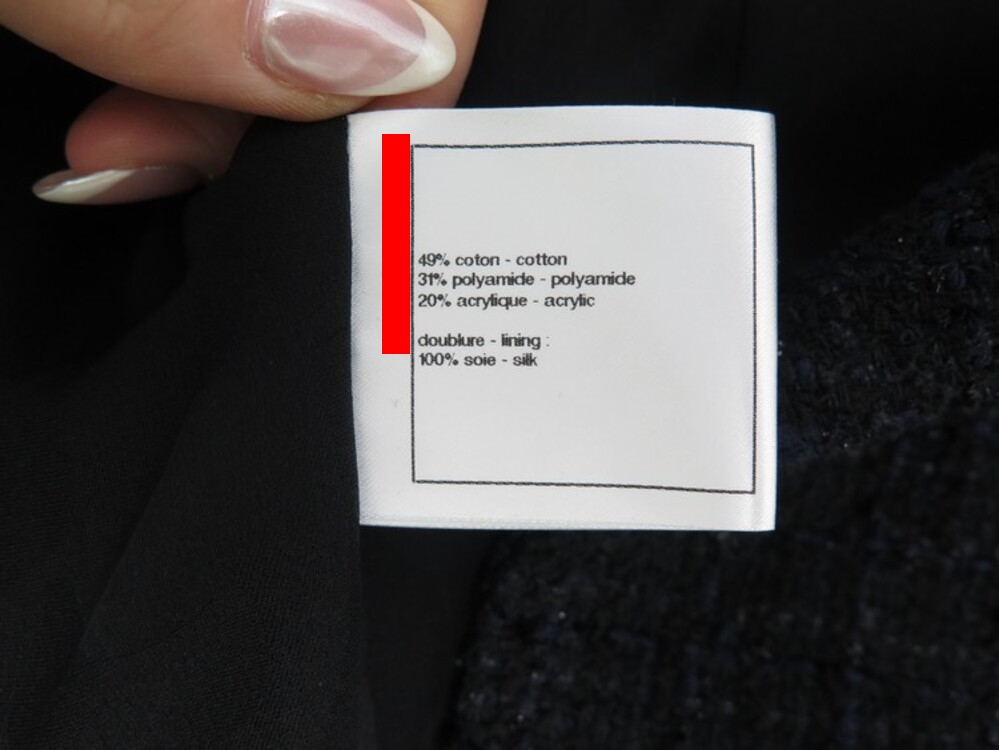 49% coton - cotton
31% polyamide - polyamide
20% acrylique - acrylic
doublure - lining :
100% soie - silk